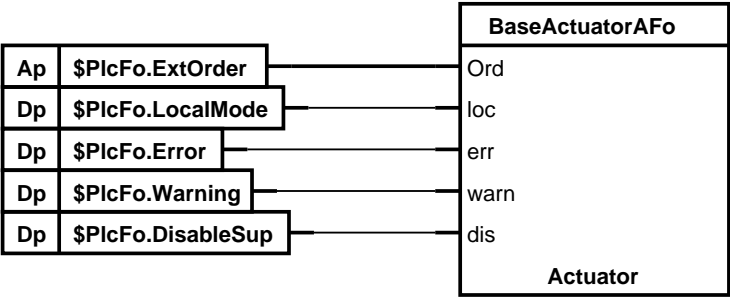 BaseActuatorAFo
Ap $PlcFo.ExtOrder Ord
Dp $PlcFo.LocalMode loc
Dp $PlcFo.Error err
Dp $PlcFo.Warning warn
Dp $PlcFo.DisableSup dis
Actuator